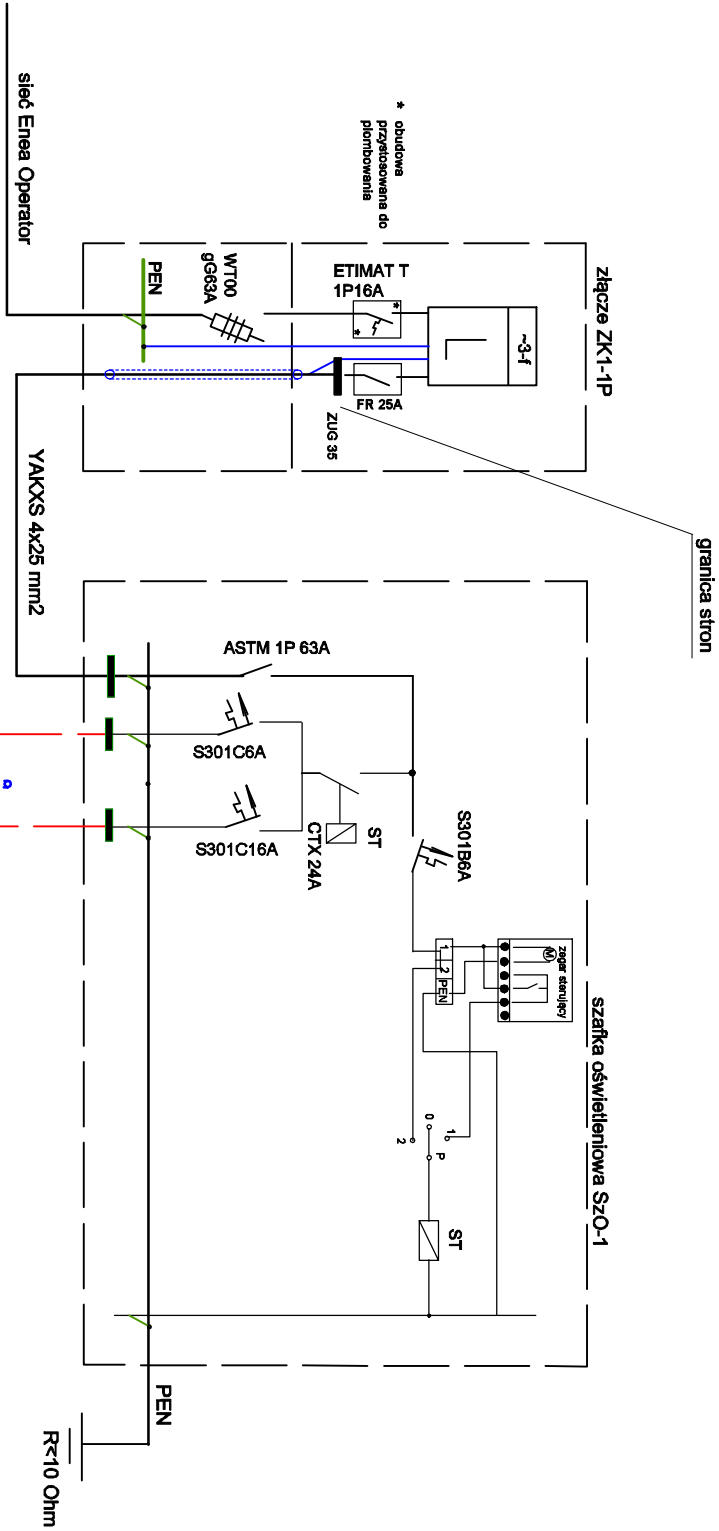 sieć Enea Operator
* obudowa
przystosowana do
plombowania
złącze ZK1-1P
~3-f
ETIMAT T
1P16A
*
*
WT00
gG63A
PEN
FR 25A
ZUG 35
granica stron
YAKXS 4x25 mm2
szafka oświetleniowa SzO-1
ASTM 1P 63A
S301C6A
S301C16A
CTX 24A
ST
S301B6A
zegar sterujący
M
1
2
PEN
1
0
2
P
ST
PEN
R<10 Ohm